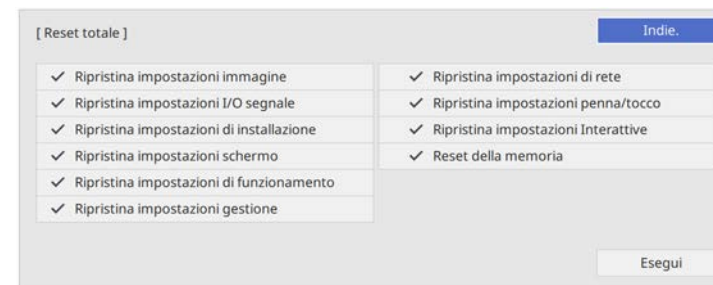 [ Reset totale ]
Indie.
Ripristina impostazioni immagine
Ripristina impostazioni I/O segnale
Ripristina impostazioni di installazione
Ripristina impostazioni schermo
Ripristina impostazioni di funzionamento
Ripristina impostazioni gestione
Ripristina impostazioni di rete
Ripristina impostazioni penna/tocco
Ripristina impostazioni Interattive
Reset della memoria
Esegui